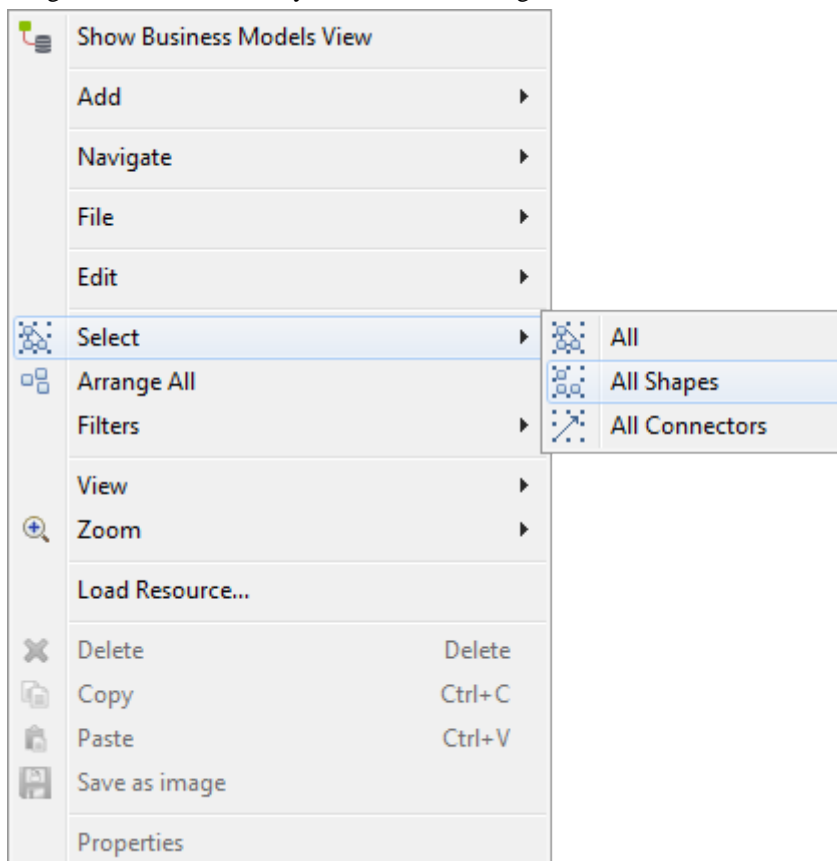 Show Business Models View
Add
Navigate
File
Edit
Select
All
Arrange All
All Shapes
Filters
All Connectors
View
Zoom
Load Resource...
Delete Delete
Copy Ctrl+C
Paste Ctrl+V
Save as image
Properties